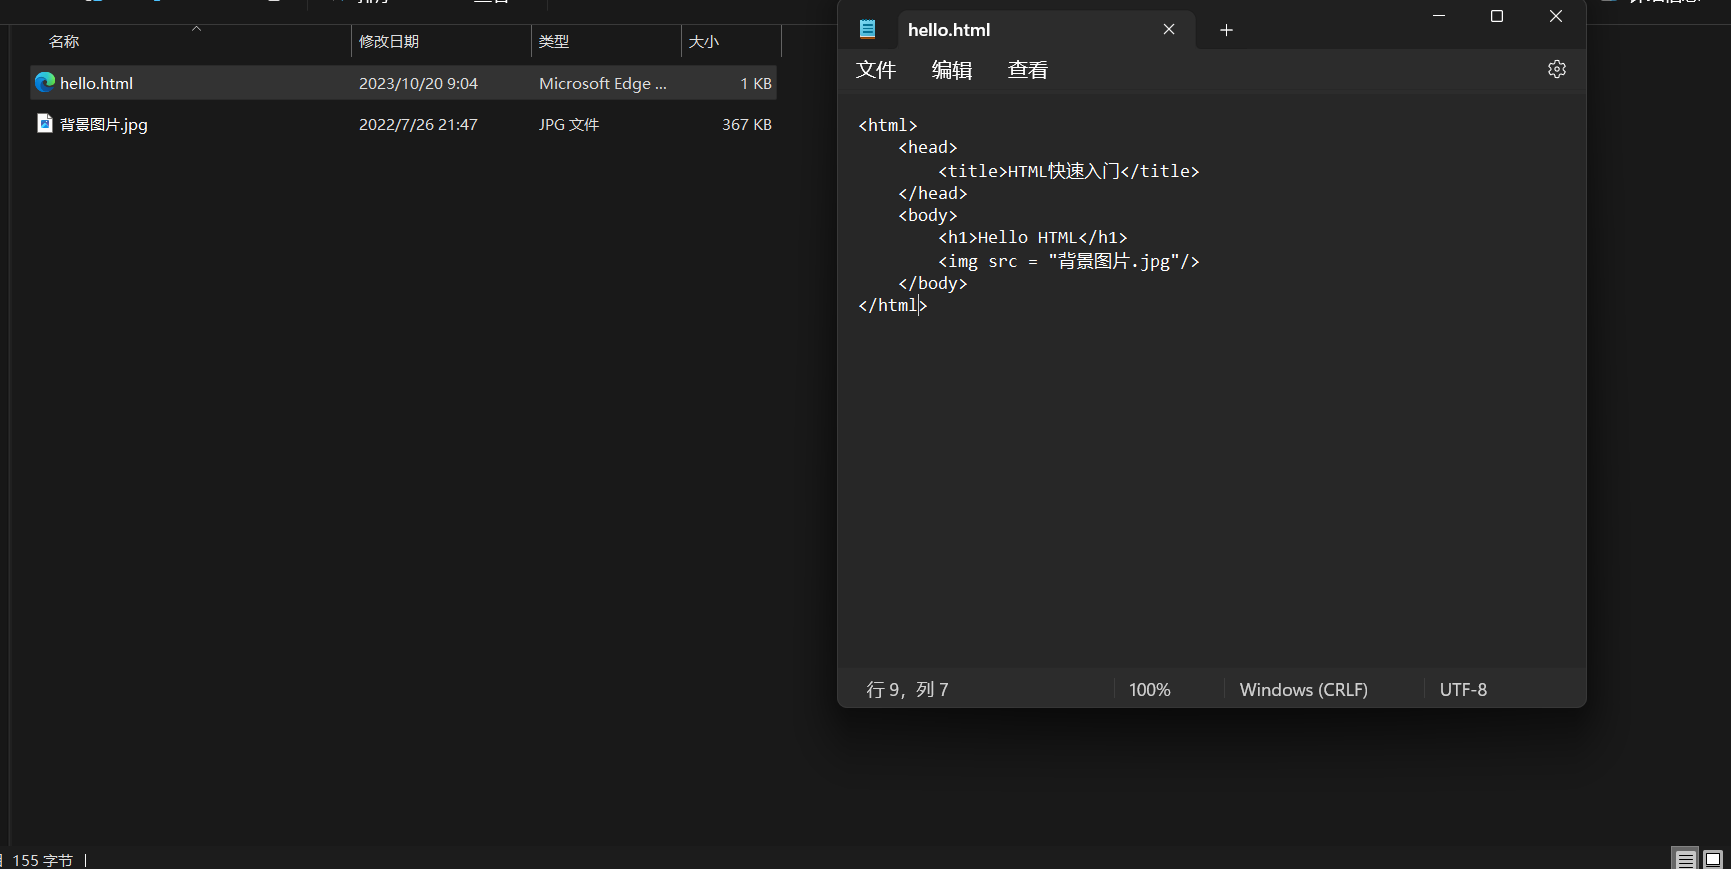 名称 修改日期 类型 大小
hello.html 2023/10/20 9:04 Microsoft Edge ... 1 KB
背景图片.jpg 2022/7/26 21:47 JPG 文件 367 KB
155 字节
hello.html
文件 编辑 查看
<html>
    <head>
        <title>HTML快速入门</title>
    </head>
    <body>
        <h1>Hello HTML</h1>
        <img src = "背景图片.jpg"/>
    </body>
</html>
行 9，列 7 100% Windows (CRLF) UTF-8